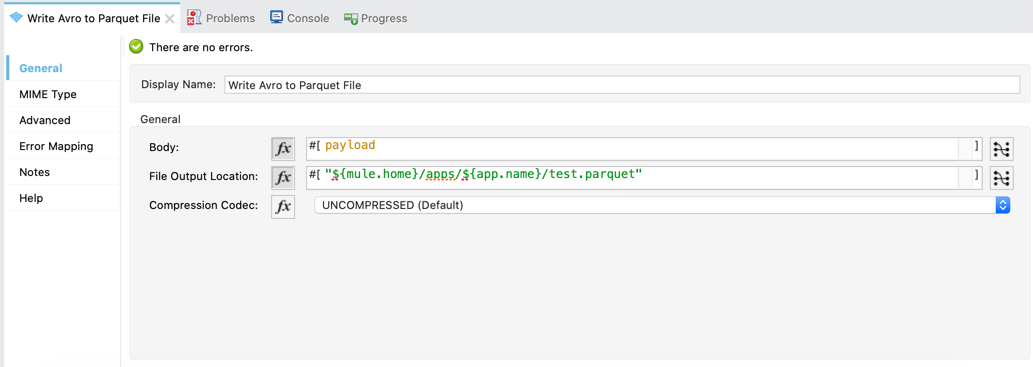 Write Avro to Parquet File Problems Console Progress
There are no errors.
General
MIME Type
Advanced
Error Mapping
Notes
Help
Display Name: Write Avro to Parquet File
General
Body: fx #[ payload ]
File Output Location: fx #[ "${mule.home}/apps/${app.name}/test.parquet" ]
Compression Codec: fx UNCOMPRESSED (Default)